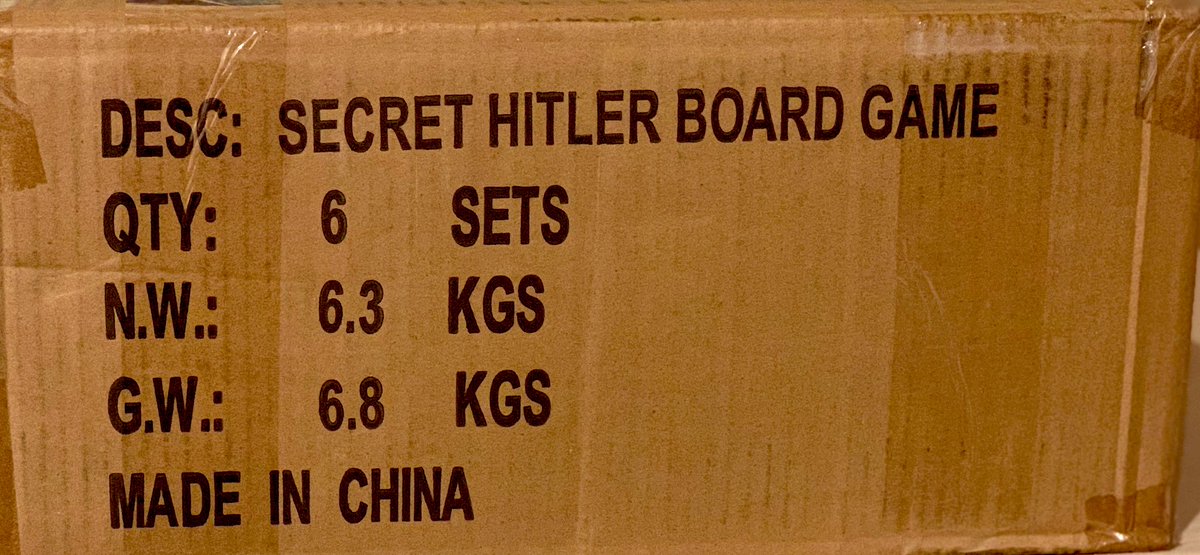 DESC: SECRET HITLER BOARD GAME
QTY: 6 SETS
N.W.: 6.3 KGS
G.W.: 6.8 KGS
MADE IN CHINA